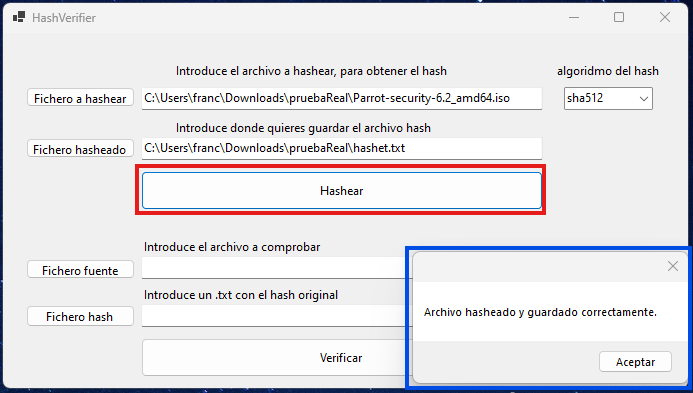 HashVerifier
Introduce el archivo a hashear, para obtener el hash
algoridmo del hash
Fichero a hashear
C:\Users\franc\Downloads\pruebaReal\Parrot-security-6.2_amd64.iso
sha512
Introduce donde quieres guardar el archivo hash
Fichero hasheado
C:\Users\franc\Downloads\pruebaReal\hashet.txt
Hashear
Introduce el archivo a comprobar
Fichero fuente
Introduce un .txt con el hash original
Fichero hash
Verificar
Archivo hasheado y guardado correctamente.
Aceptar